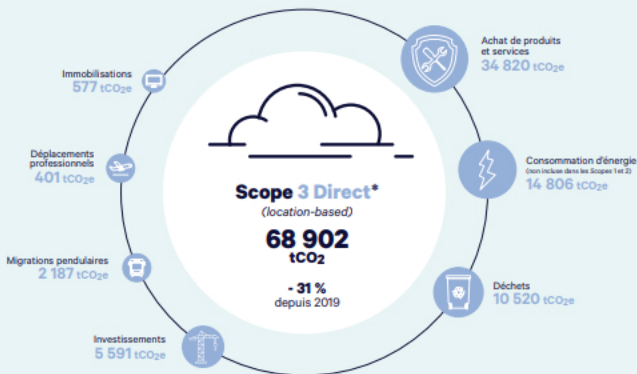 Achat de produits
et services
34 820 tCO2e
Immobilisations
577 tCO2e
Déplacements
professionnels
401 tCO2e
Consommation d'énergie
(non incluse dans les Scopes 1 et 2)
14 806 tCO2e
Scope 3 Direct*
(location-based)
68 902
tCO2
- 31 %
depuis 2019
Migrations pendulaires
2 187 tCO2e
Déchets
10 520 tCO2e
Investissements
5 591 tCO2e